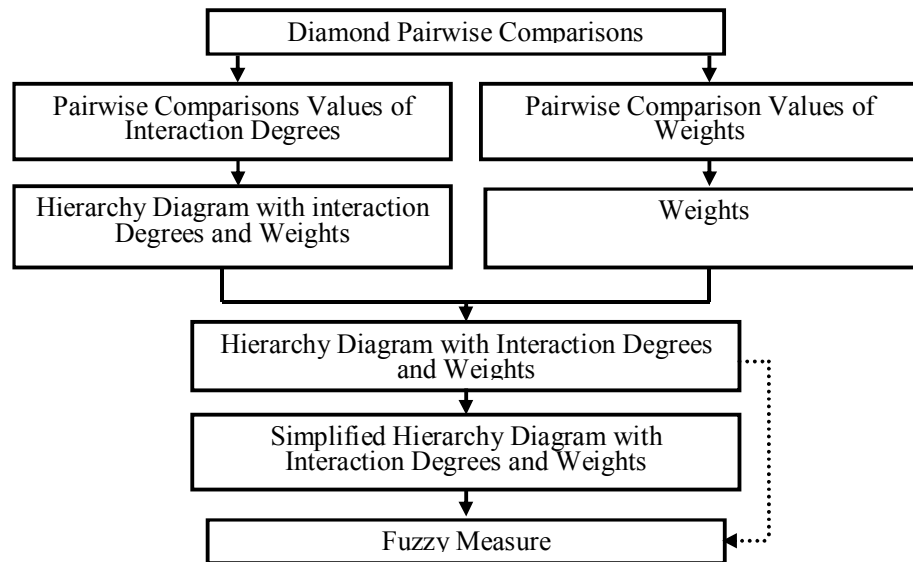 Diamond Pairwise Comparisons
Pairwise Comparisons Values of
Interaction Degrees
Pairwise Comparison Values of
Weights
Hierarchy Diagram with interaction
Degrees and Weights
Weights
Hierarchy Diagram with Interaction Degrees
and Weights
Simplified Hierarchy Diagram with
Interaction Degrees and Weights
Fuzzy Measure